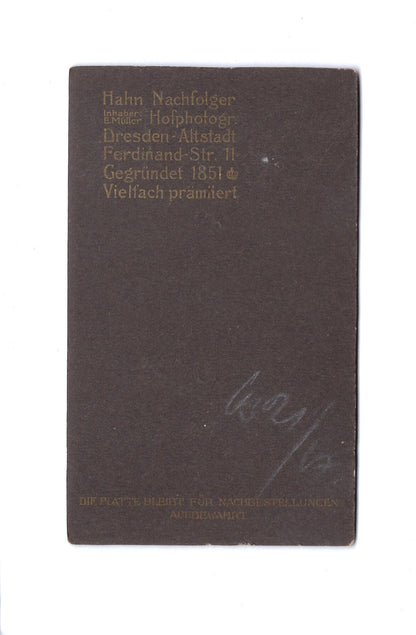 Hahn Nachfolger
Inhaber: B. Müller Hofphotogr.
Dresden-Altstadt
Ferdinand-Str. 11
Gegründet 1851
Vielfach prämiiert
DIE PLATTE BLEIBT FÜR NACHBESTELLUNGEN
AUFBEWAHRT